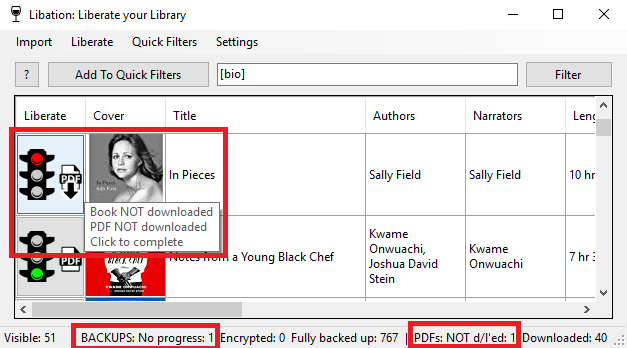 Libation: Liberate your Library
Import Liberate Quick Filters Settings
? Add To Quick Filters [bio] Filter
Liberate Cover Title Authors Narrators Leng
PDF In Pieces Sally Field In Pieces Sally Field Sally Field 10 hr
Book NOT downloaded
PDF NOT downloaded
Click to complete
PDF Notes from a Young Black Chef
KWAME ONWUACHI
Kwame
Onwuachi,
Joshua David
Stein
Kwame
Onwuachi
7 hr 3
Visible: 51 BACKUPS: No progress: 1 Encrypted: 0 Fully backed up: 767 | PDFs: NOT d/l'ed: 1 Downloaded: 40